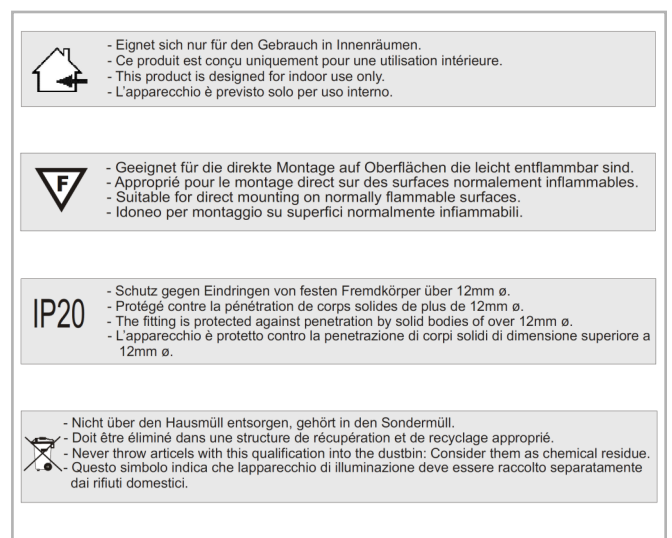 - Eignet sich nur für den Gebrauch in Innenräumen.
- Ce produit est conçu uniquement pour une utilisation intérieure.
- This product is designed for indoor use only.
- L'apparecchio è previsto solo per uso interno.
F
- Geeignet für die direkte Montage auf Oberflächen die leicht entflammbar sind.
- Approprié pour le montage direct sur des surfaces normalement inflammables.
- Suitable for direct mounting on normally flammable surfaces.
- Idoneo per montaggio su superfici normalmente infiammabili.
IP20
- Schutz gegen Eindringen von festen Fremdkörper über 12mm ø.
- Protégé contre la pénétration de corps solides de plus de 12mm ø.
- The fitting is protected against penetration by solid bodies of over 12mm ø.
- L'apparecchio è protetto contro la penetrazione di corpi solidi di dimensione superiore a
12mm ø.
- Nicht über den Hausmüll entsorgen, gehört in den Sondermüll.
- Doit être éliminé dans une structure de récupération et de recyclage approprié.
- Never throw articels with this qualification into the dustbin: Consider them as chemical residue.
- Questo simbolo indica che lapparecchio di illuminazione deve essere raccolto separatamente
dai rifiuti domestici.